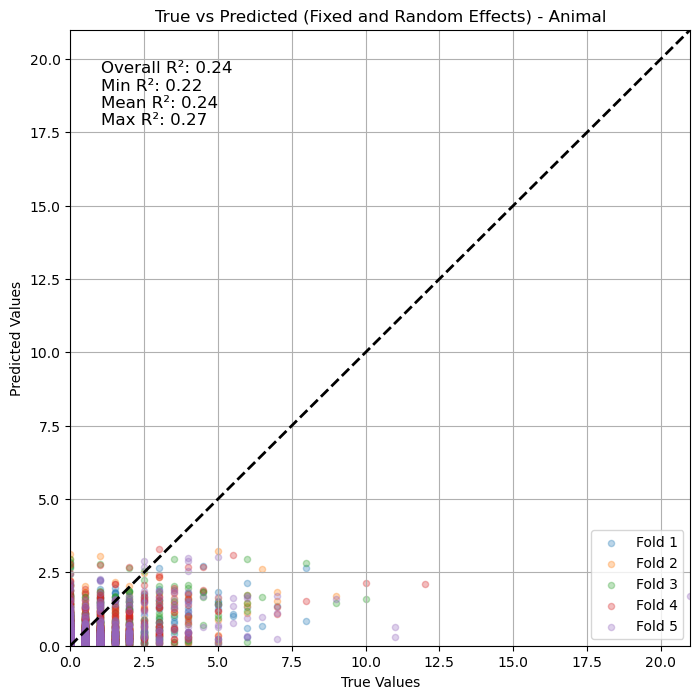 True vs Predicted (Fixed and Random Effects) - Animal
Overall R²: 0.24
Min R²: 0.22
Mean R²: 0.24
Max R²: 0.27
20.0
17.5
15.0
12.5
10.0
7.5
5.0
2.5
0.0
Predicted Values
Fold 1
Fold 2
Fold 3
Fold 4
Fold 5
0.0 2.5 5.0 7.5 10.0 12.5 15.0 17.5 20.0
True Values